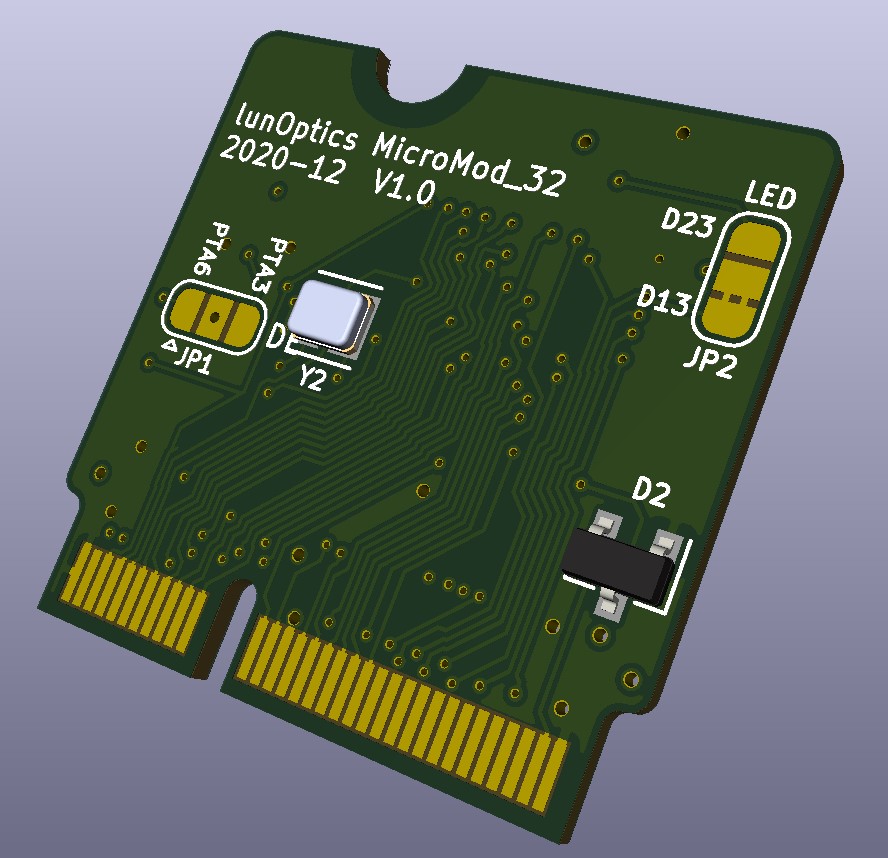 lunOptics MicroMod_32
2020-12 V1.0
LED
D23
D13
JP2
PTA6
PTA3
JP1
D
Y2
D2